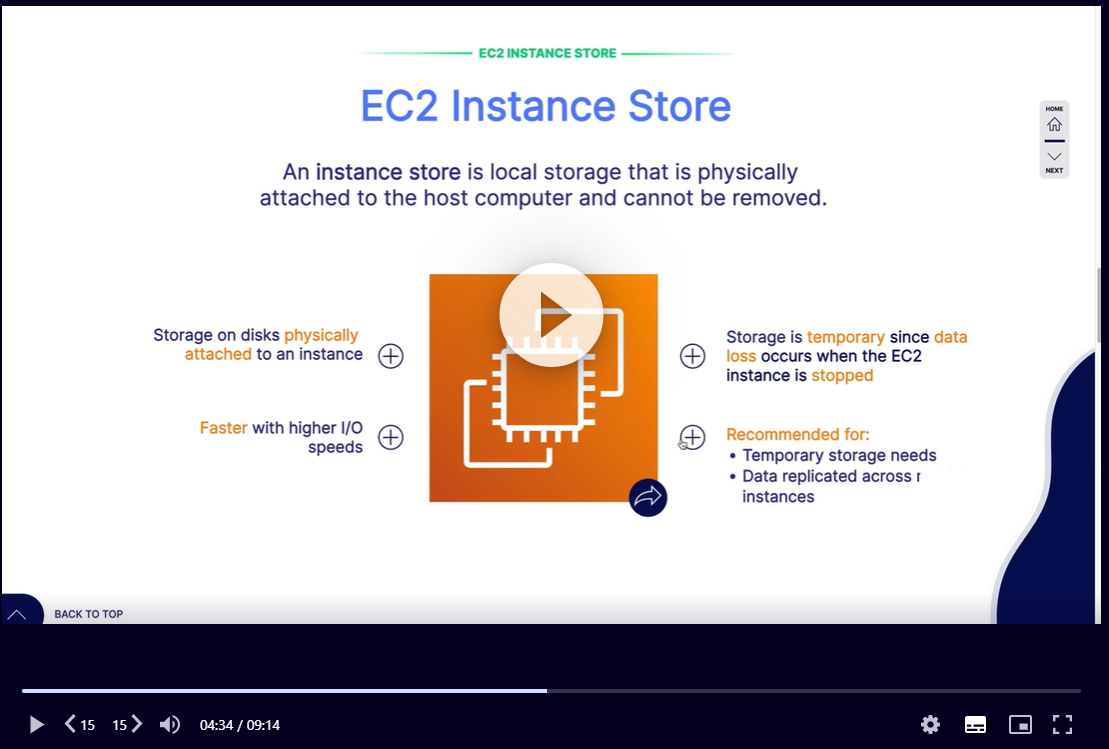 EC2 INSTANCE STORE
EC2 Instance Store
HOME
NEXT
An instance store is local storage that is physically
attached to the host computer and cannot be removed.
Storage on disks physically
attached to an instance
Faster with higher I/O
speeds
Storage is temporary since data
loss occurs when the EC2
instance is stopped
Recommended for:
• Temporary storage needs
• Data replicated across
instances
BACK TO TOP
15
15
04:34 / 09:14